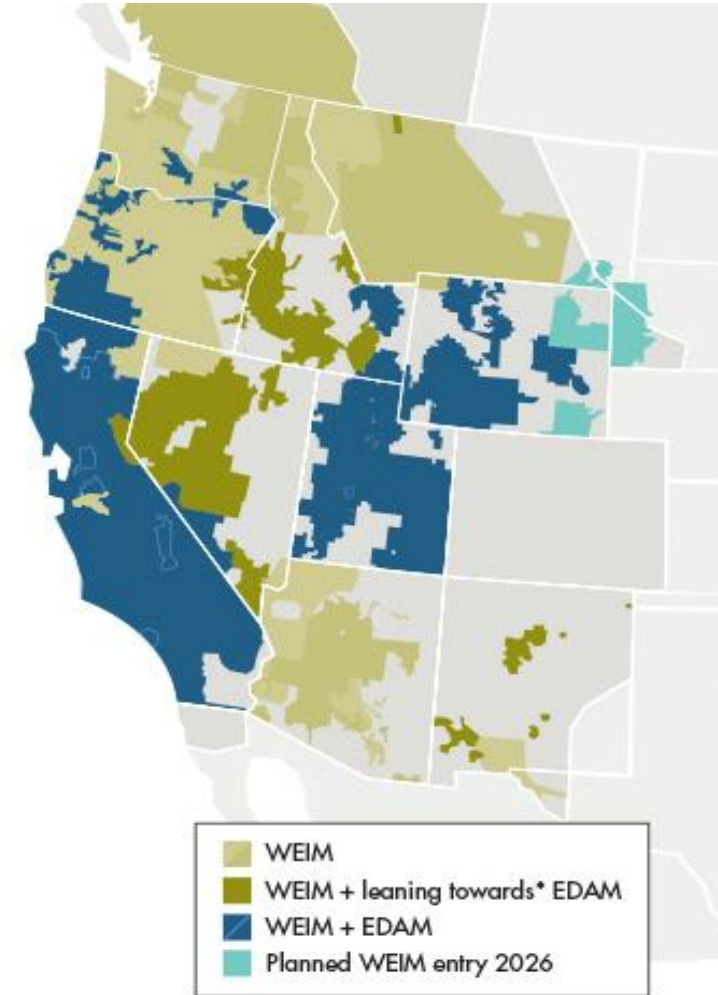 WEIM
WEIM + leaning towards* EDAM
WEIM + EDAM
Planned WEIM entry 2026